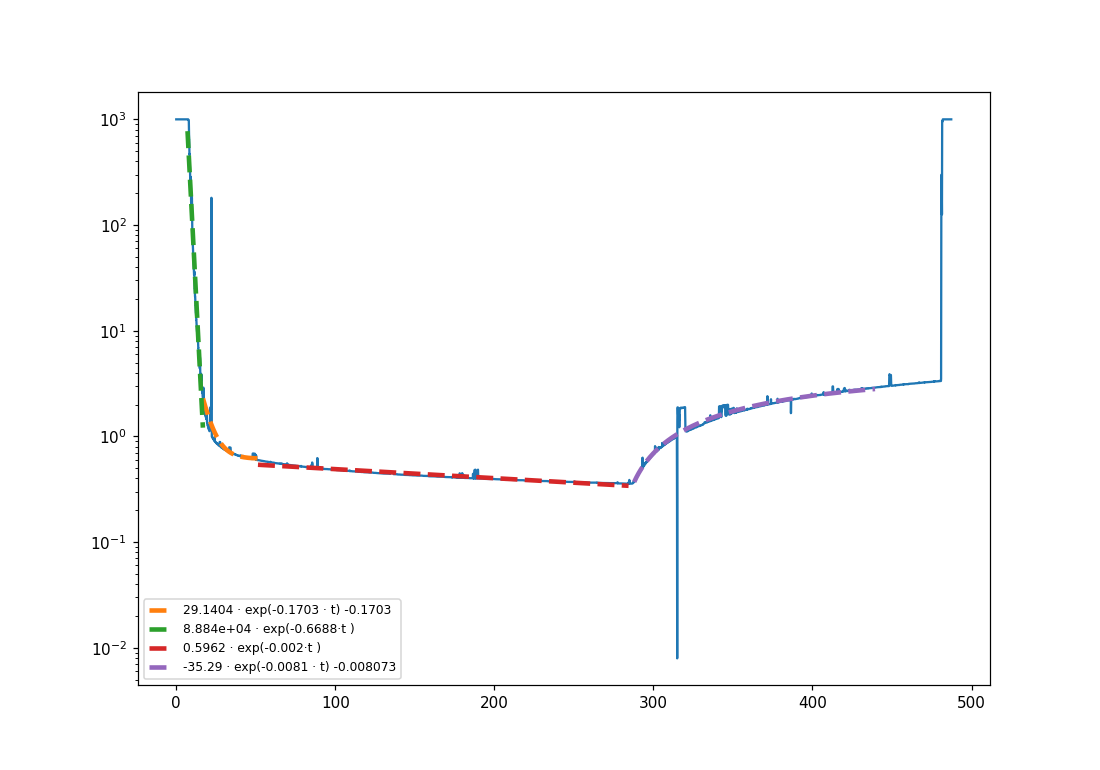 10³
10²
10¹
10⁰
10⁻¹
10⁻²
29.1404 · exp(-0.1703 · t) -0.1703
8.884e+04 · exp(-0.6688·t )
0.5962 · exp(-0.002·t )
-35.29 · exp(-0.0081 · t) -0.008073
0 100 200 300 400 500